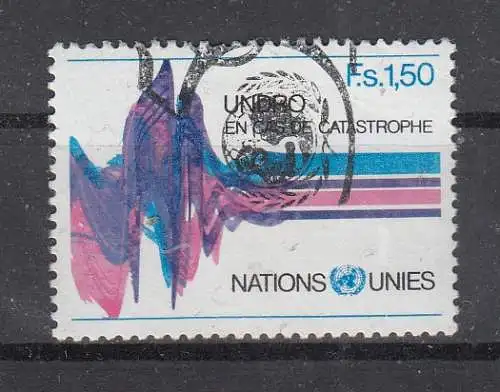 F.s.1,50
UNDRO
EN CAS DE CATASTROPHE
NATIONS UNIES